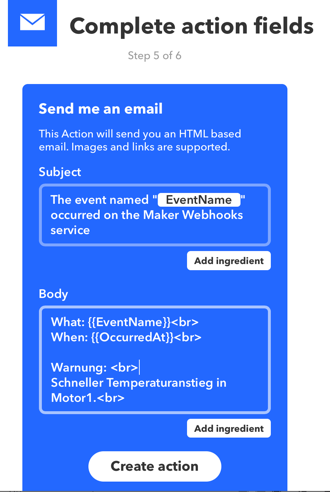 Complete action fields
Step 5 of 6
Send me an email
This Action will send you an HTML based
email. Images and links are supported.
Subject
The event named " EventName "
occurred on the Maker Webhooks
service
Add ingredient
Body
What: {{EventName}}<br>
When: {{OccurredAt}}<br>
Warnung: <br>
Schneller Temperaturanstieg in
Motor1.<br>
Add ingredient
Create action